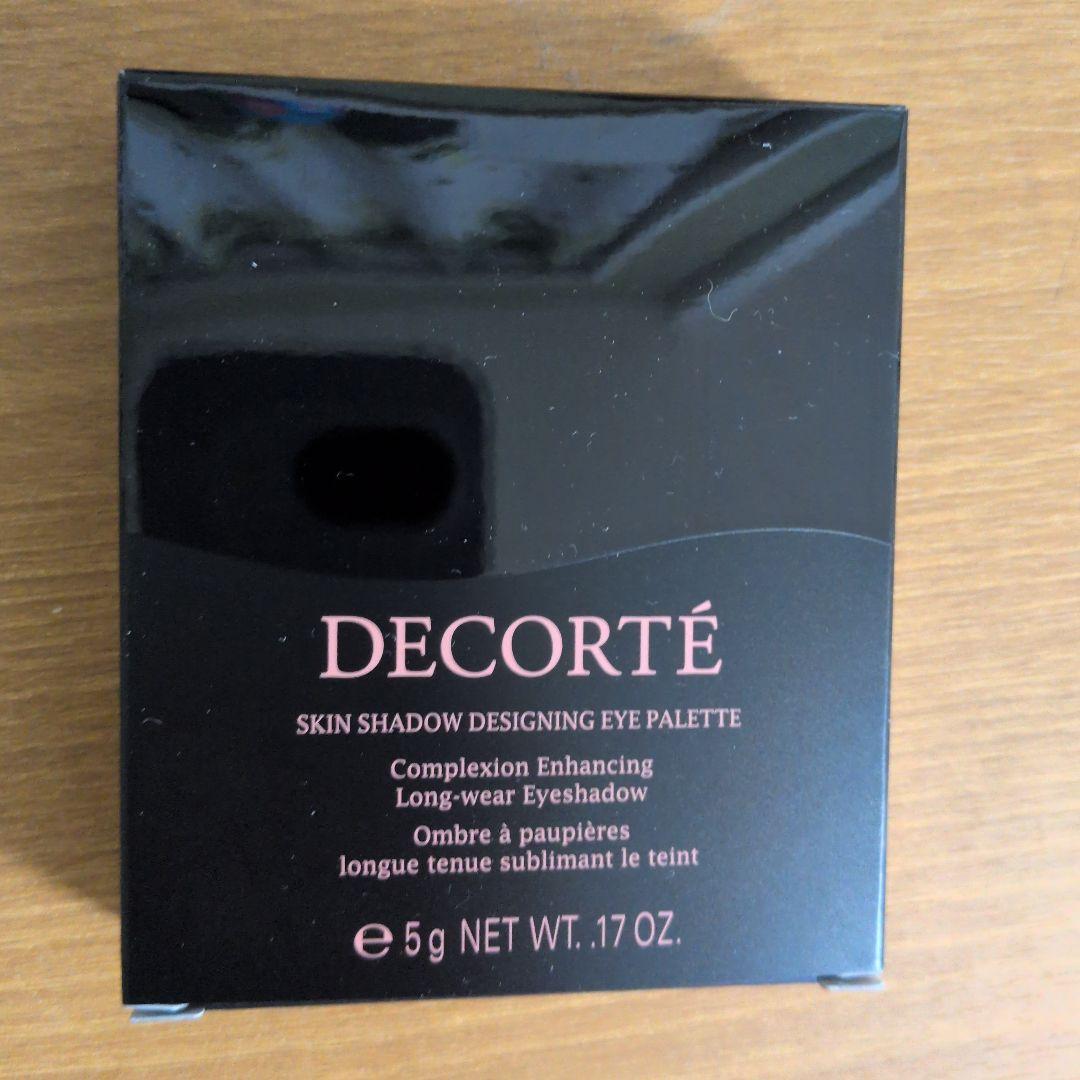 DECORTÉ
SKIN SHADOW DESIGNING EYE PALETTE
Complexion Enhancing
Long-wear Eyeshadow
Ombre à paupières
longue tenue sublimant le teint
℮ 5 g NET WT. .17 OZ.